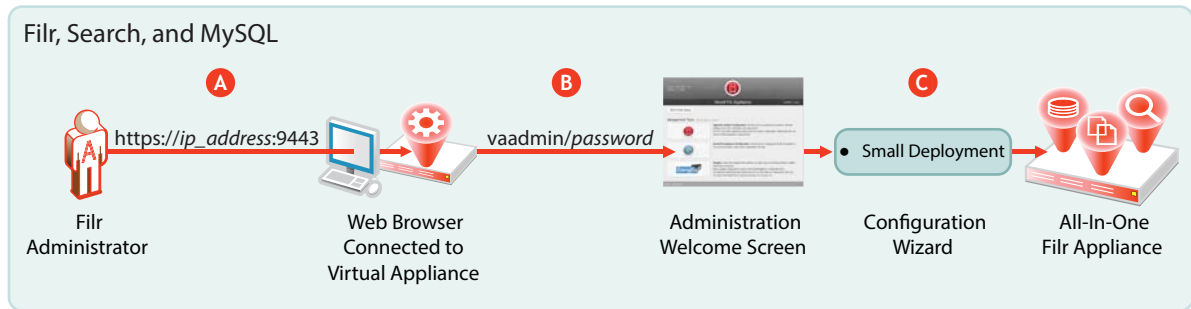 Filr, Search, and MySQL
A
B
C
https://ip_address:9443
vaadmin/password
• Small Deployment
Filr
Administrator
Web Browser
Connected to
Virtual Appliance
Administration
Welcome Screen
Configuration
Wizard
All-In-One
Filr Appliance